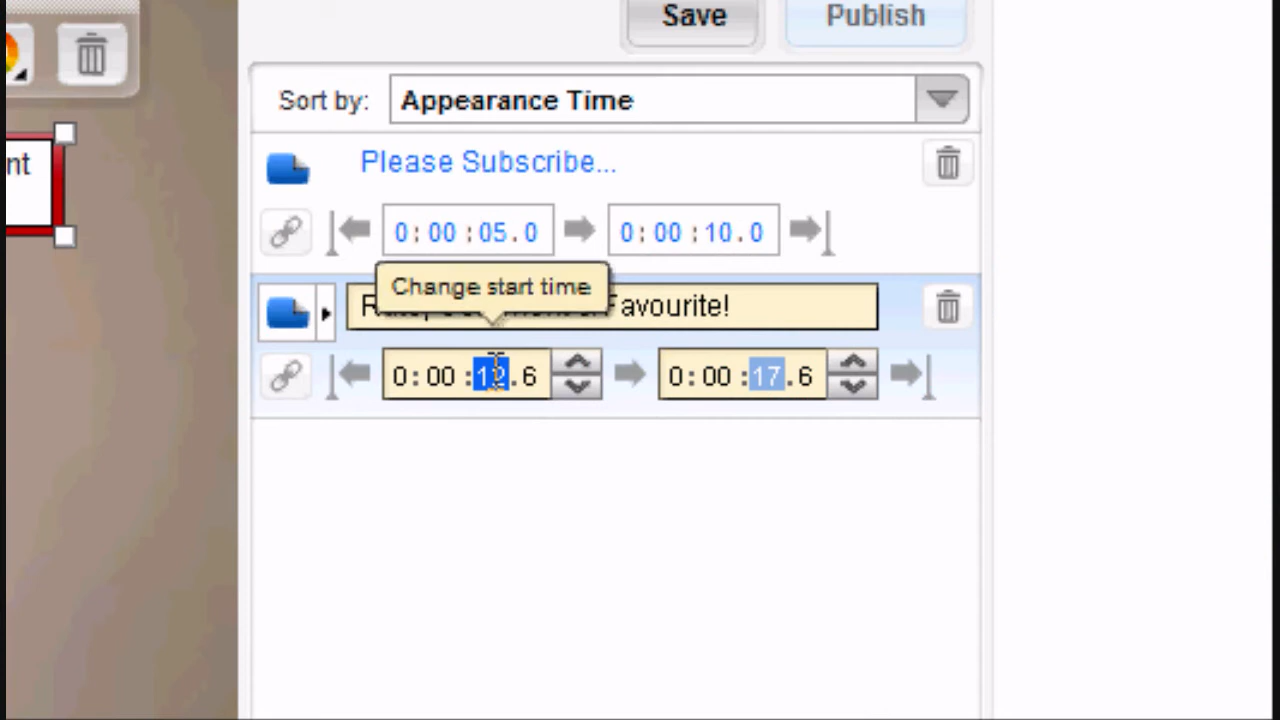 Save
Publish
Sort by:
Appearance Time
nt
Please Subscribe...
0:00:05.0
0:00:10.0
Change start time
Favourite!
0:00:12.6
0:00:17.6